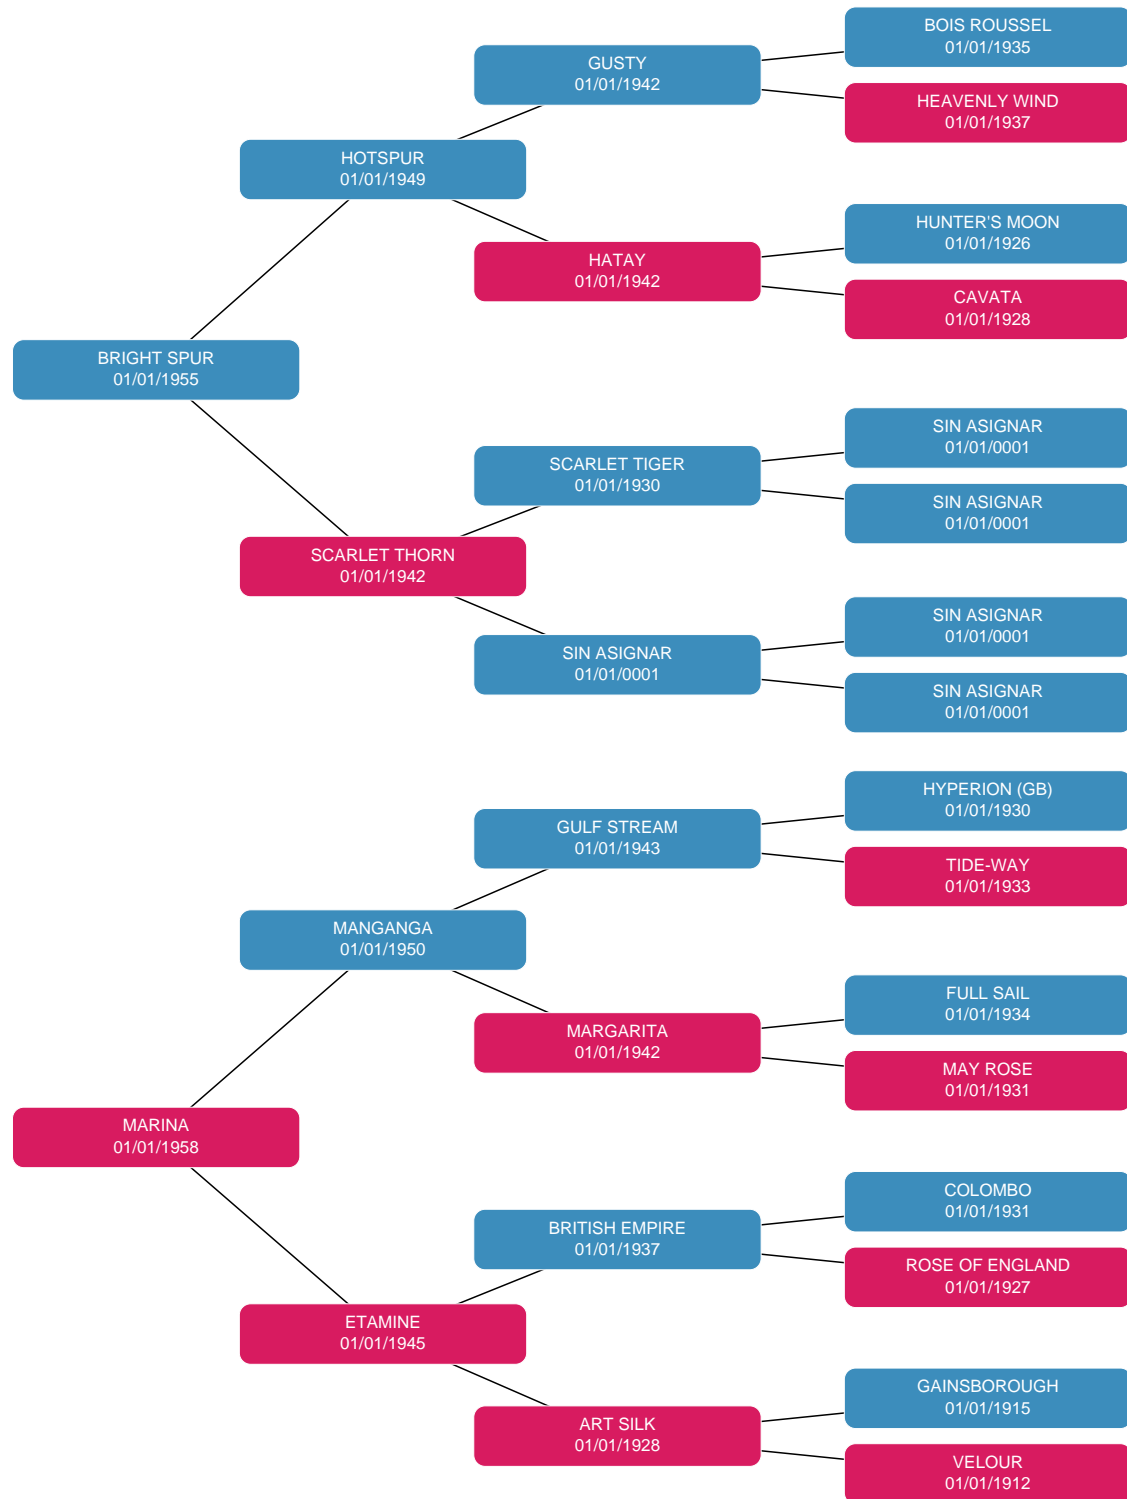 BOIS ROUSSEL
01/01/1935
GUSTY
01/01/1942
HEAVENLY WIND
01/01/1937
HOTSPUR
01/01/1949
HUNTER'S MOON
01/01/1926
HATAY
01/01/1942
CAVATA
01/01/1928
BRIGHT SPUR
01/01/1955
SIN ASIGNAR
01/01/0001
SCARLET TIGER
01/01/1930
SIN ASIGNAR
01/01/0001
SCARLET THORN
01/01/1942
SIN ASIGNAR
01/01/0001
SIN ASIGNAR
01/01/0001
SIN ASIGNAR
01/01/0001
HYPERION (GB)
01/01/1930
GULF STREAM
01/01/1943
TIDE-WAY
01/01/1933
MANGANGA
01/01/1950
FULL SAIL
01/01/1934
MARGARITA
01/01/1942
MAY ROSE
01/01/1931
MARINA
01/01/1958
COLOMBO
01/01/1931
BRITISH EMPIRE
01/01/1937
ROSE OF ENGLAND
01/01/1927
ETAMINE
01/01/1945
GAINSBOROUGH
01/01/1915
ART SILK
01/01/1928
VELOUR
01/01/1912